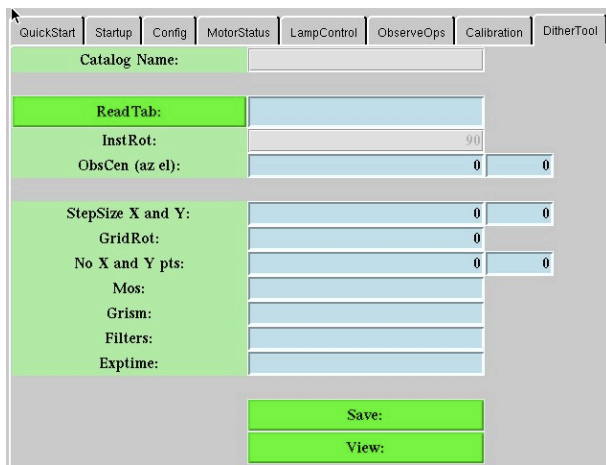 QuickStart Startup Config MotorStatus LampControl ObserveOps Calibration DitherTool
Catalog Name:
ReadTab:
InstRot: 90
ObsCen (az el): 0 0
StepSize X and Y: 0 0
GridRot: 0
No X and Y pts: 0 0
Mos:
Grism:
Filters:
Exptime:
Save:
View: